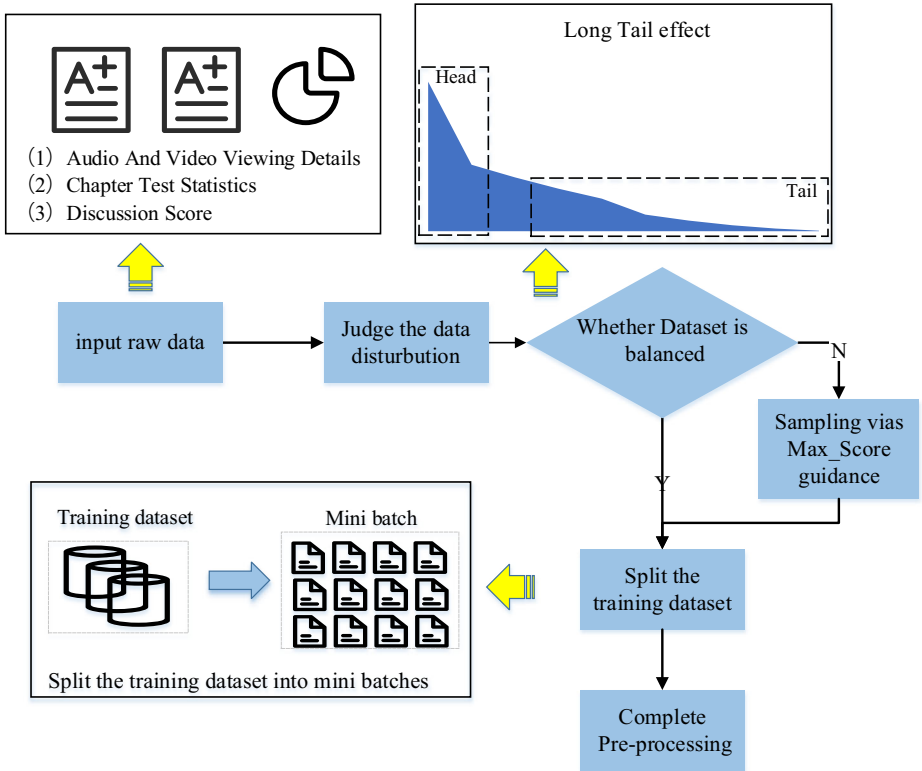 (1) Audio And Video Viewing Details
(2) Chapter Test Statistics
(3) Discussion Score
Long Tail effect
Head
Tail
input raw data
Judge the data
disturbution
Whether Dataset is
balanced
N
Sampling vias
Max_Score
guidance
Y
Training dataset
Mini batch
Split the training dataset into mini batches
Split the
training dataset
Complete
Pre-processing